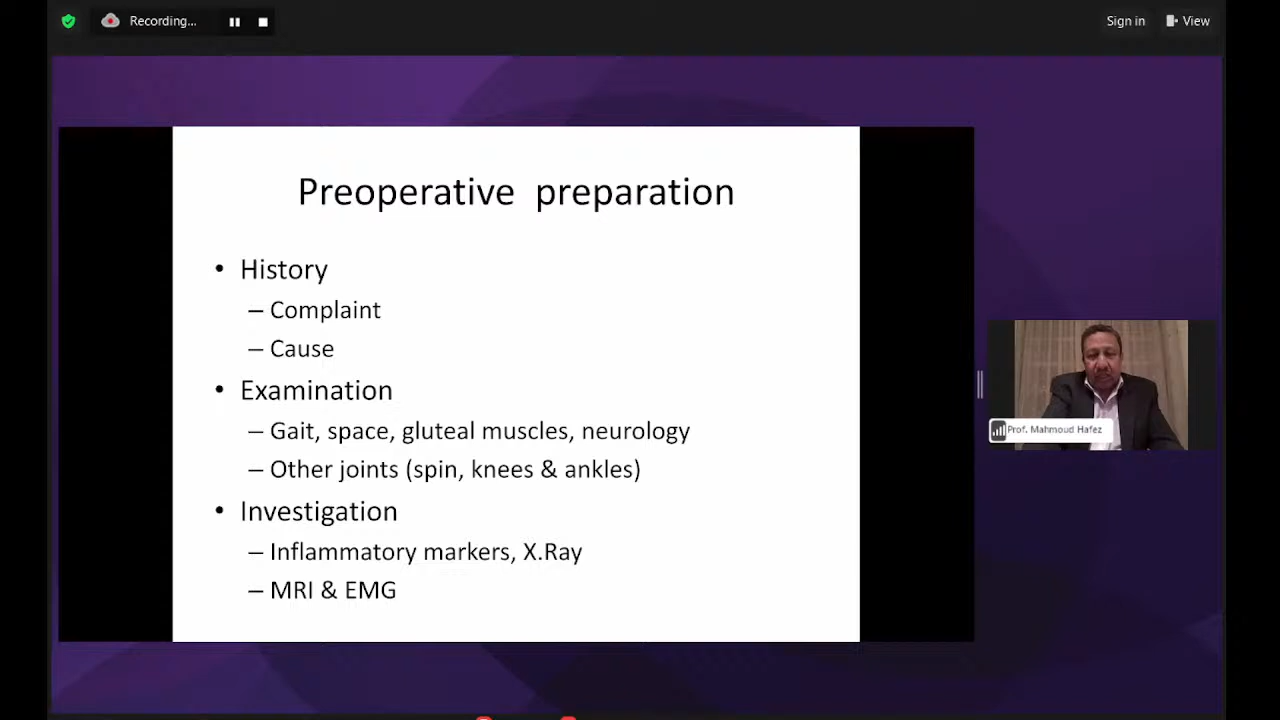 Recording...
Sign in
View
Preoperative preparation
• History
– Complaint
– Cause
• Examination
– Gait, space, gluteal muscles, neurology
– Other joints (spin, knees & ankles)
• Investigation
– Inflammatory markers, X.Ray
– MRI & EMG
Prof. Mahmoud Hafez